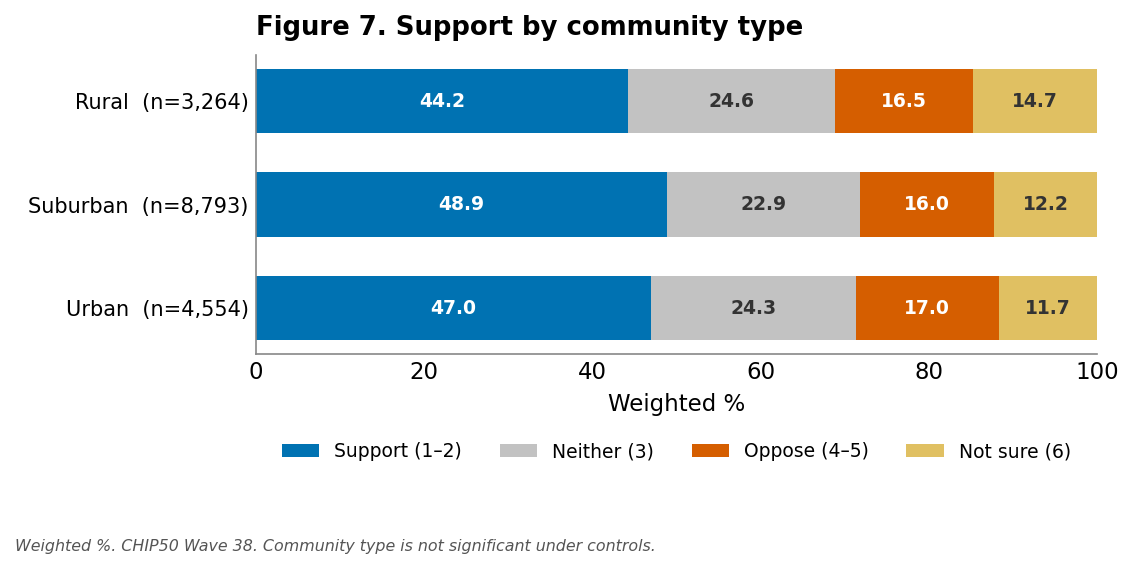 Figure 7. Support by community type
Rural (n=3,264) 44.2 24.6 16.5 14.7
Suburban (n=8,793) 48.9 22.9 16.0 12.2
Urban (n=4,554) 47.0 24.3 17.0 11.7
0 20 40 60 80 100
Weighted %
Support (1–2) Neither (3) Oppose (4–5) Not sure (6)
Weighted %. CHIP50 Wave 38. Community type is not significant under controls.